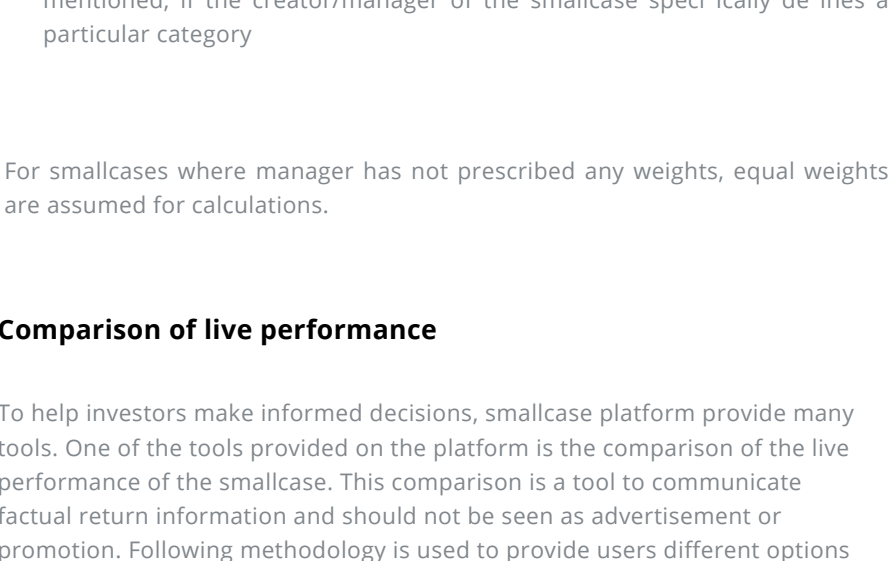 mentioned, if the creator/manager of the smallcase speci ically de ines a
particular category
For smallcases where manager has not prescribed any weights, equal weights
are assumed for calculations.
Comparison of live performance
To help investors make informed decisions, smallcase platform provide many
tools. One of the tools provided on the platform is the comparison of the live
performance of the smallcase. This comparison is a tool to communicate
factual return information and should not be seen as advertisement or
promotion. Following methodology is used to provide users different options